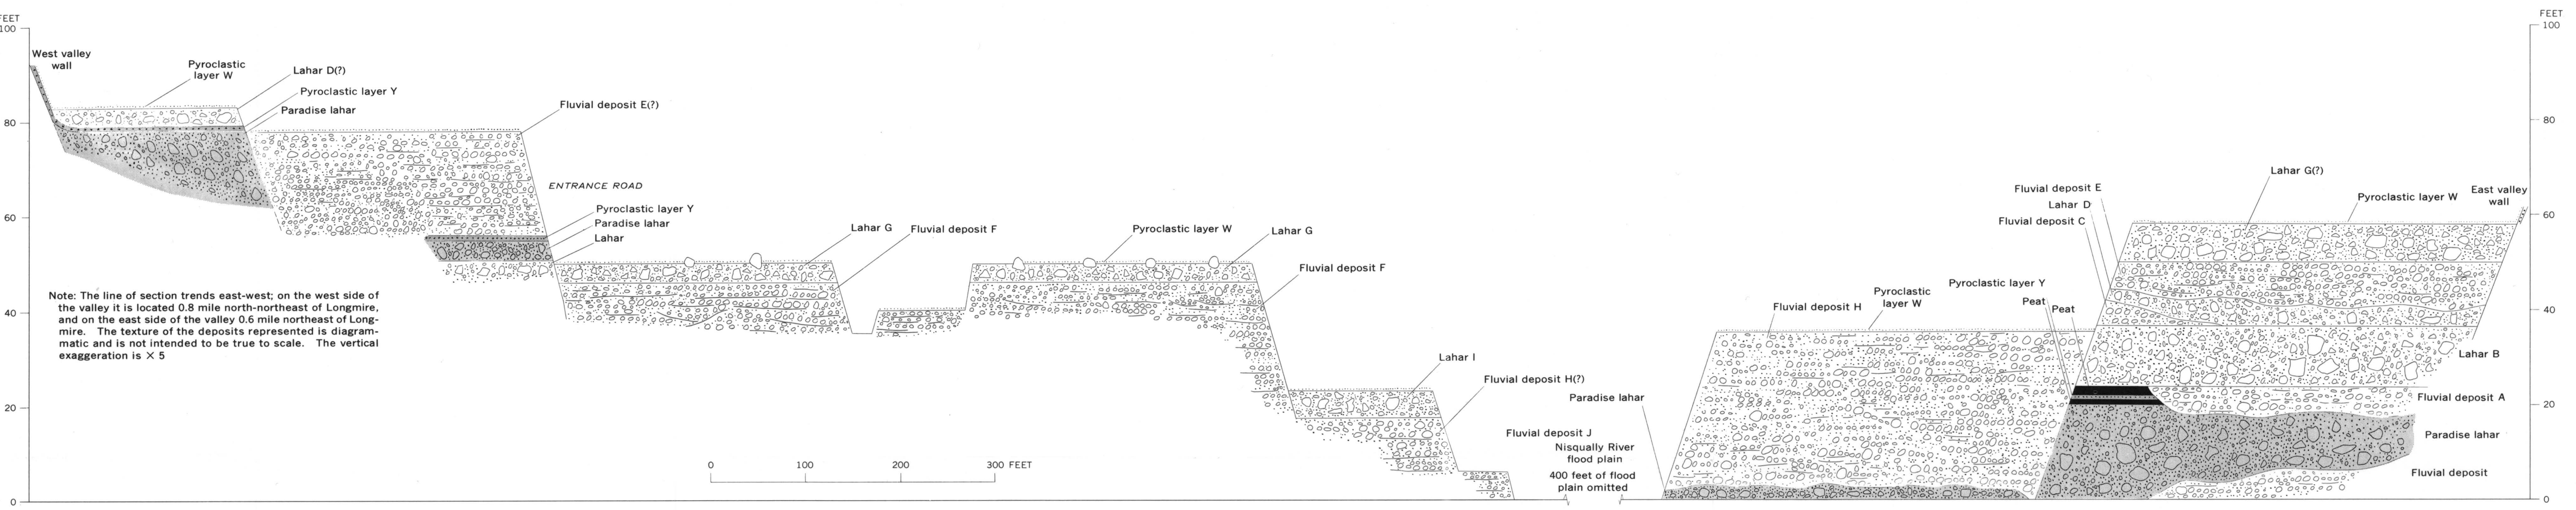 FEET
100
80
60
40
20
0
West valley
wall
Pyroclastic
layer W
Lahar D(?)
Pyroclastic layer Y
Paradise lahar
Fluvial deposit E(?)
ENTRANCE ROAD
Pyroclastic layer Y
Paradise lahar
Lahar
Lahar G
Fluvial deposit F
Pyroclastic layer W
Lahar G
Fluvial deposit F
Note: The line of section trends east-west; on the west side of
the valley it is located 0.8 mile north-northeast of Longmire,
and on the east side of the valley 0.6 mile northeast of Long-
mire. The texture of the deposits represented is diagram-
matic and is not intended to be true to scale. The vertical
exaggeration is × 5
0 100 200 300 FEET
Lahar I
Fluvial deposit H(?)
Fluvial deposit J
Nisqually River
flood plain
400 feet of flood
plain omitted
Paradise lahar
Fluvial deposit H
Pyroclastic
layer W
Pyroclastic layer Y
Peat
Peat
Fluvial deposit E
Lahar D
Fluvial deposit C
Lahar G(?)
Pyroclastic layer W
East valley
wall
Lahar B
Fluvial deposit A
Paradise lahar
Fluvial deposit
FEET
100
80
60
40
20
0